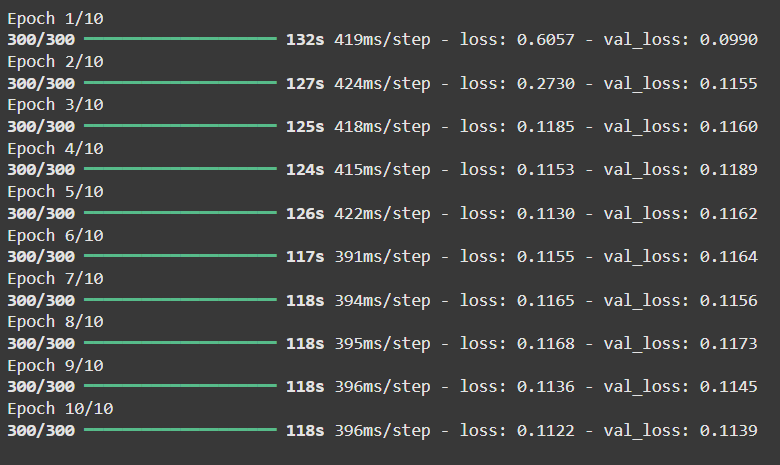 Epoch 1/10
300/300 ━━━━━━━━━━━━━━━━━━━━ 132s 419ms/step - loss: 0.6057 - val_loss: 0.0990
Epoch 2/10
300/300 ━━━━━━━━━━━━━━━━━━━━ 127s 424ms/step - loss: 0.2730 - val_loss: 0.1155
Epoch 3/10
300/300 ━━━━━━━━━━━━━━━━━━━━ 125s 418ms/step - loss: 0.1185 - val_loss: 0.1160
Epoch 4/10
300/300 ━━━━━━━━━━━━━━━━━━━━ 124s 415ms/step - loss: 0.1153 - val_loss: 0.1189
Epoch 5/10
300/300 ━━━━━━━━━━━━━━━━━━━━ 126s 422ms/step - loss: 0.1130 - val_loss: 0.1162
Epoch 6/10
300/300 ━━━━━━━━━━━━━━━━━━━━ 117s 391ms/step - loss: 0.1155 - val_loss: 0.1164
Epoch 7/10
300/300 ━━━━━━━━━━━━━━━━━━━━ 118s 394ms/step - loss: 0.1165 - val_loss: 0.1156
Epoch 8/10
300/300 ━━━━━━━━━━━━━━━━━━━━ 118s 395ms/step - loss: 0.1168 - val_loss: 0.1173
Epoch 9/10
300/300 ━━━━━━━━━━━━━━━━━━━━ 118s 396ms/step - loss: 0.1136 - val_loss: 0.1145
Epoch 10/10
300/300 ━━━━━━━━━━━━━━━━━━━━ 118s 396ms/step - loss: 0.1122 - val_loss: 0.1139